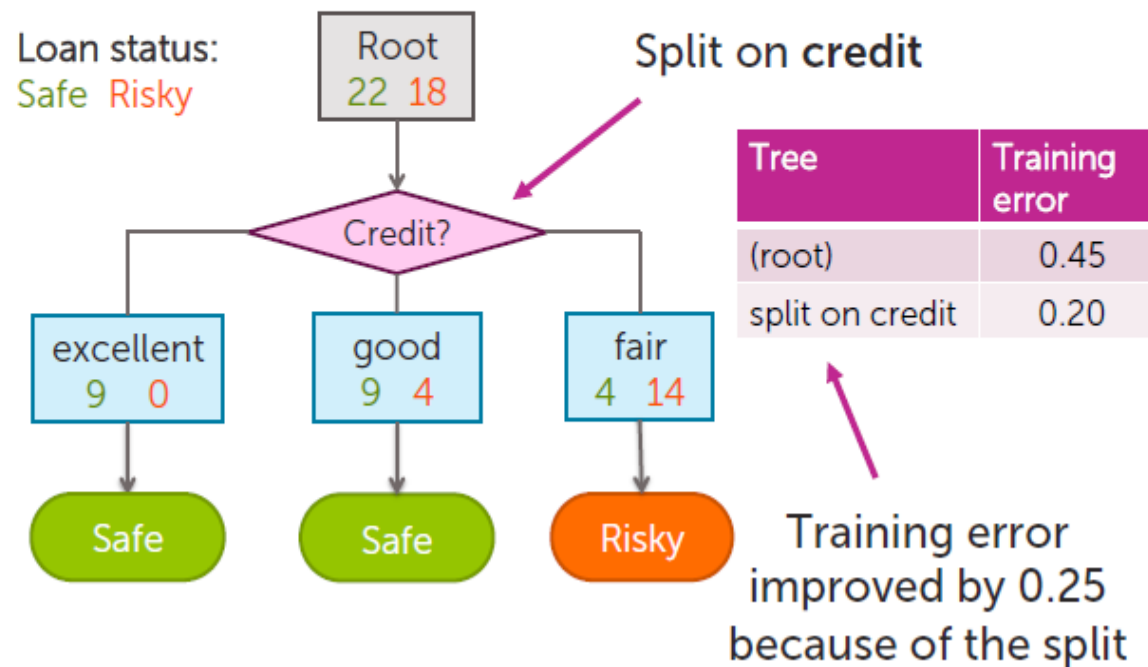 Loan status:
Safe Risky
Root
22 18
Split on credit
Credit?
Tree Training error
(root) 0.45
split on credit 0.20
excellent
9 0
good
9 4
fair
4 14
Safe
Safe
Risky
Training error
improved by 0.25
because of the split